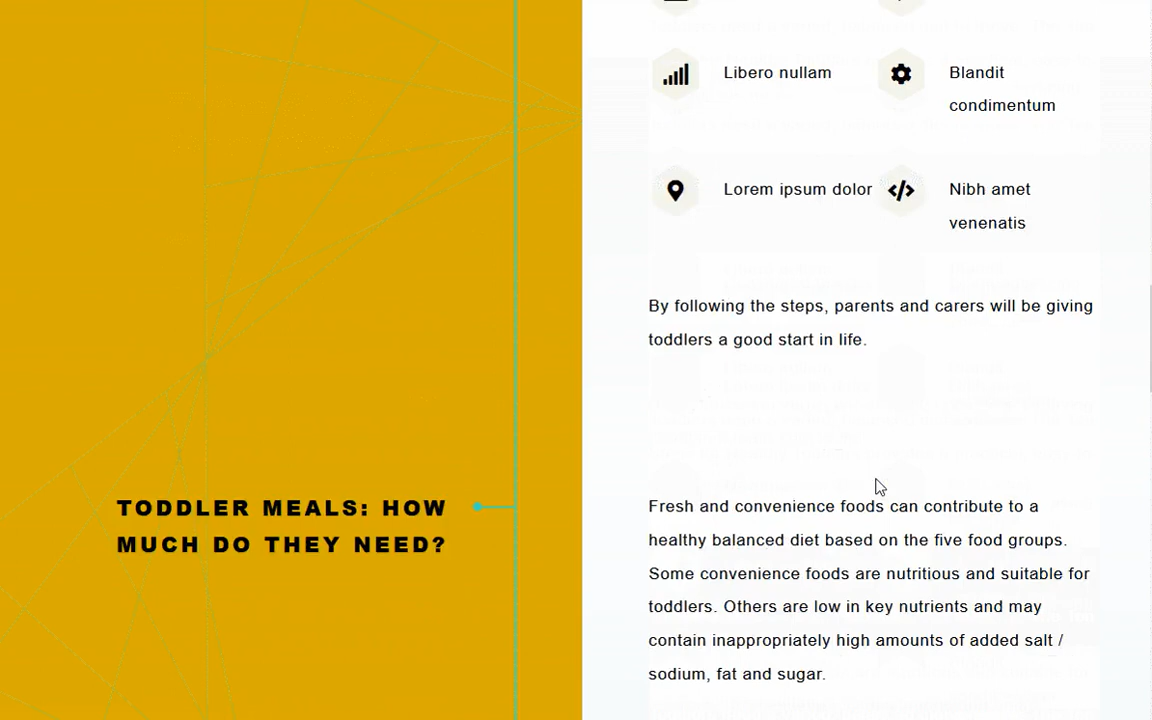 Libero nullam
Blandit
condimentum
Lorem ipsum dolor
Nibh amet
venenatis
By following the steps, parents and carers will be giving
toddlers a good start in life.
TODDLER MEALS: HOW
MUCH DO THEY NEED?
Fresh and convenience foods can contribute to a
healthy balanced diet based on the five food groups.
Some convenience foods are nutritious and suitable for
toddlers. Others are low in key nutrients and may
contain inappropriately high amounts of added salt /
sodium, fat and sugar.